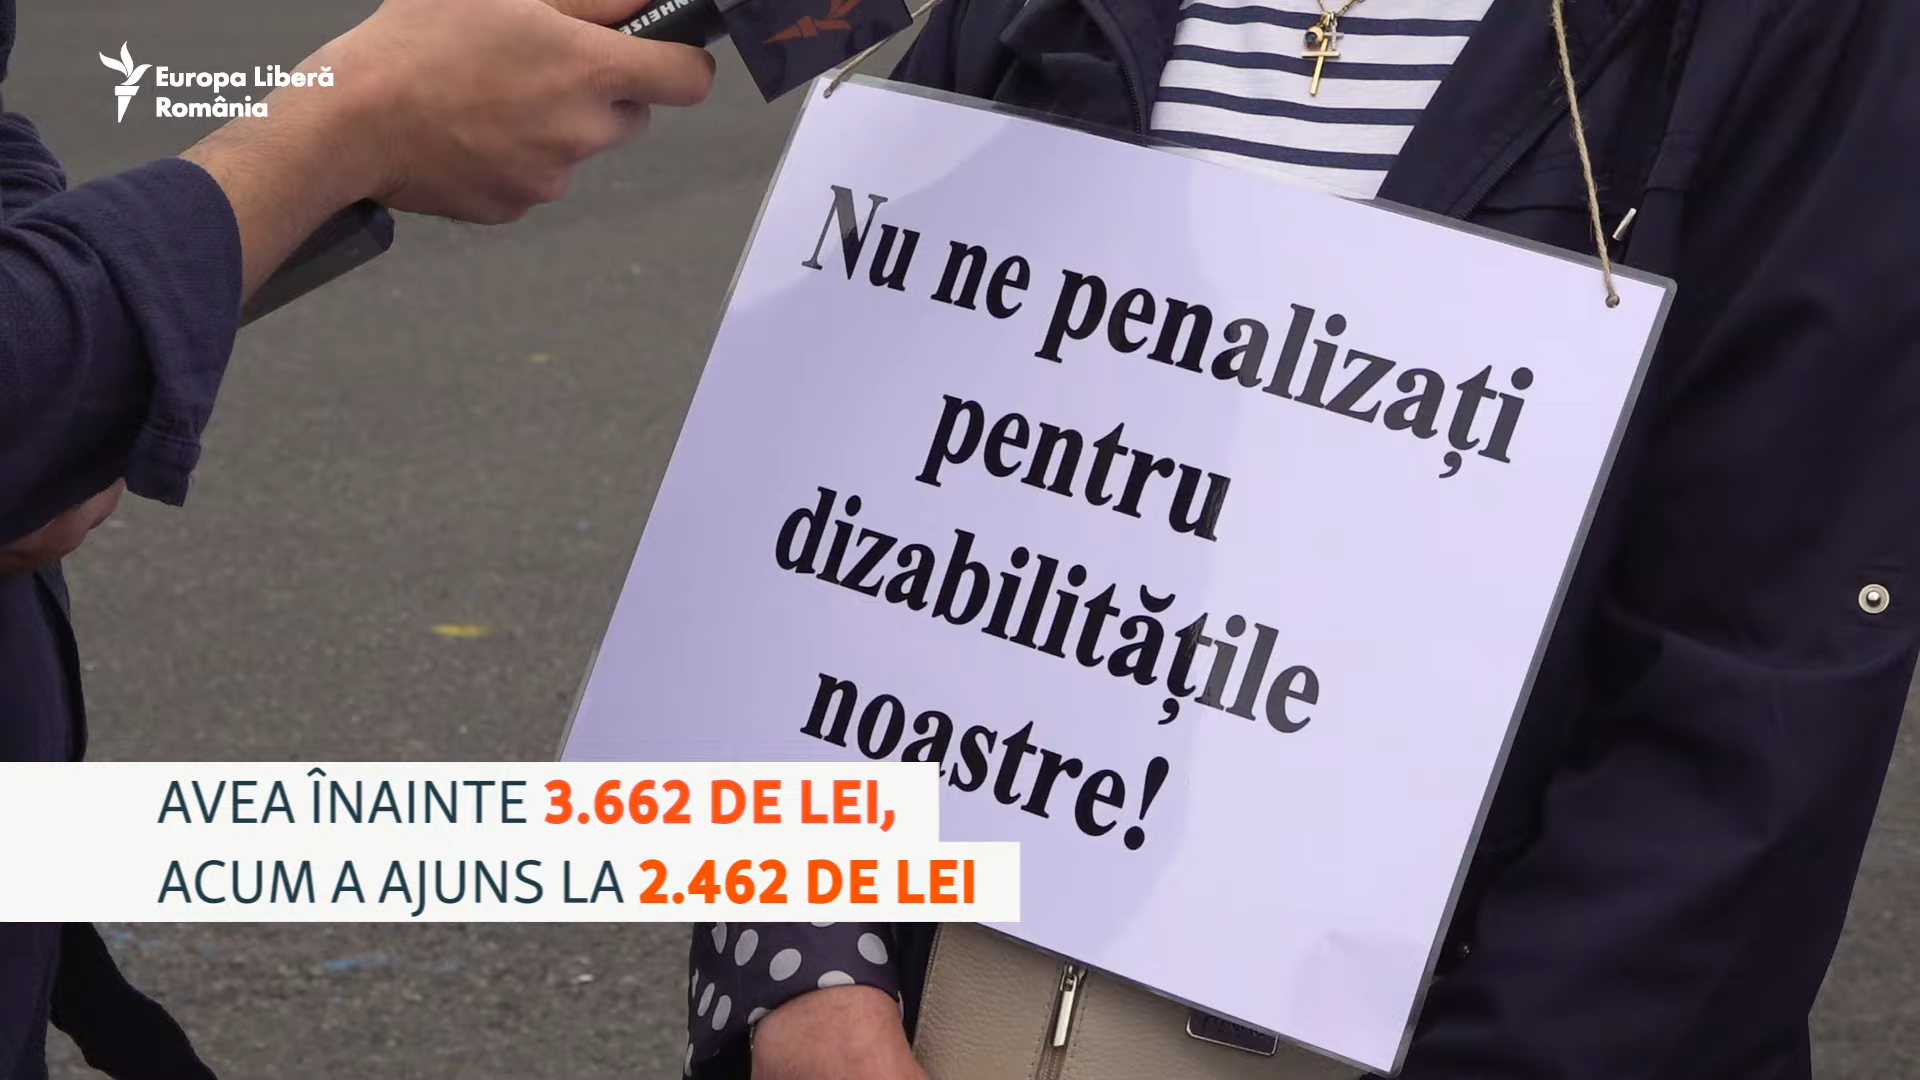 Europa Liberă
România
Nu ne penalizați
pentru
dizabilitățile
noastre!
AVEA ÎNAINTE 3.662 DE LEI,
ACUM A AJUNS LA 2.462 DE LEI